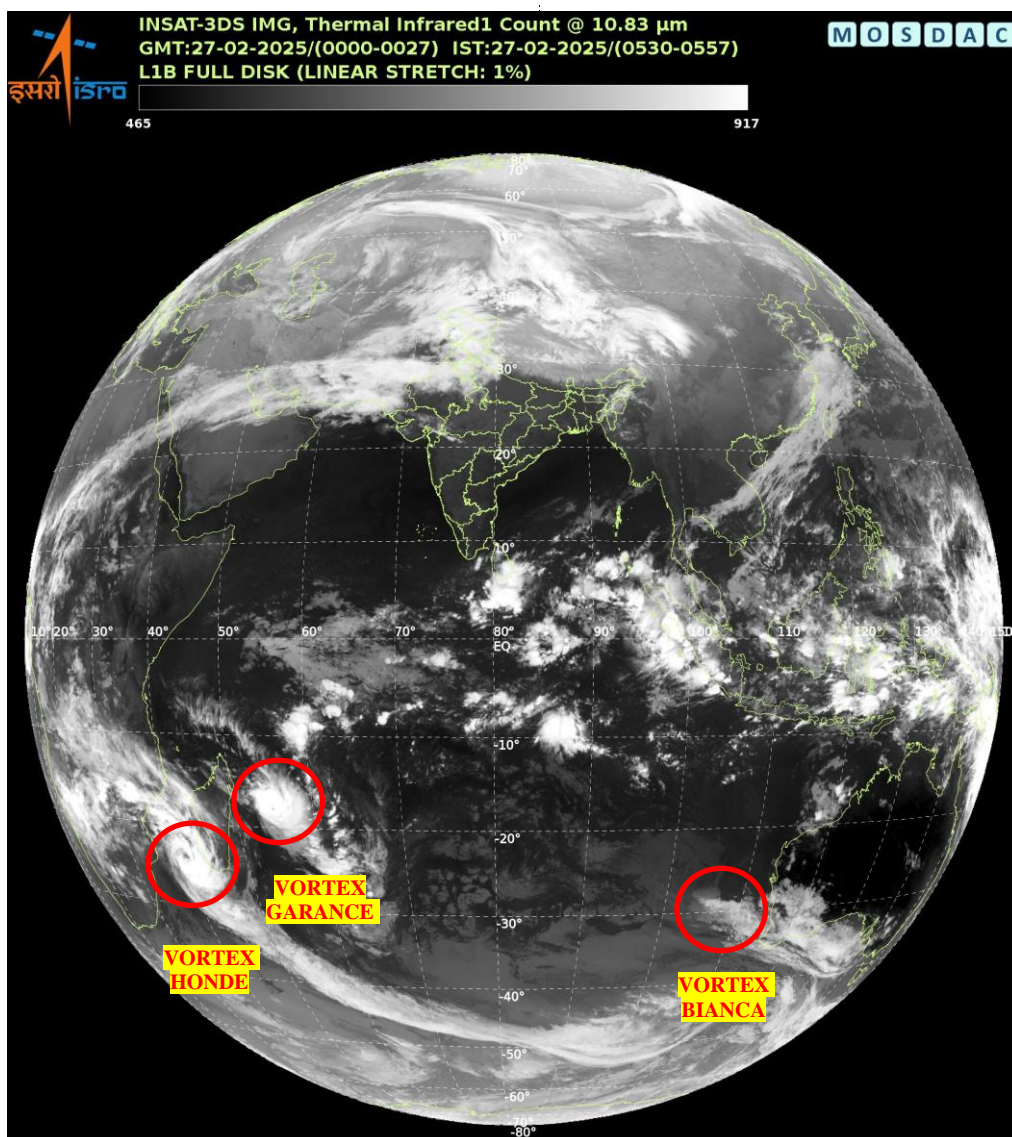 INSAT-3DS IMG, Thermal Infrared1 Count @ 10.83 μm
GMT:27-02-2025/(0000-0027) IST:27-02-2025/(0530-0557)
L1B FULL DISK (LINEAR STRETCH: 1%)
MOSDAC
इसरो isro
465 917
80°
70°
60°
30°
20°
10°
10° 20° 30° 40° 50° 60° 70° 80° 90° 100° 110° 120° 130° 140°
EQ
-10°
-20°
-30°
-40°
-50°
-60°
-70°
-80°
VORTEX
GARANCE
VORTEX
HONDE
VORTEX
BIANCA